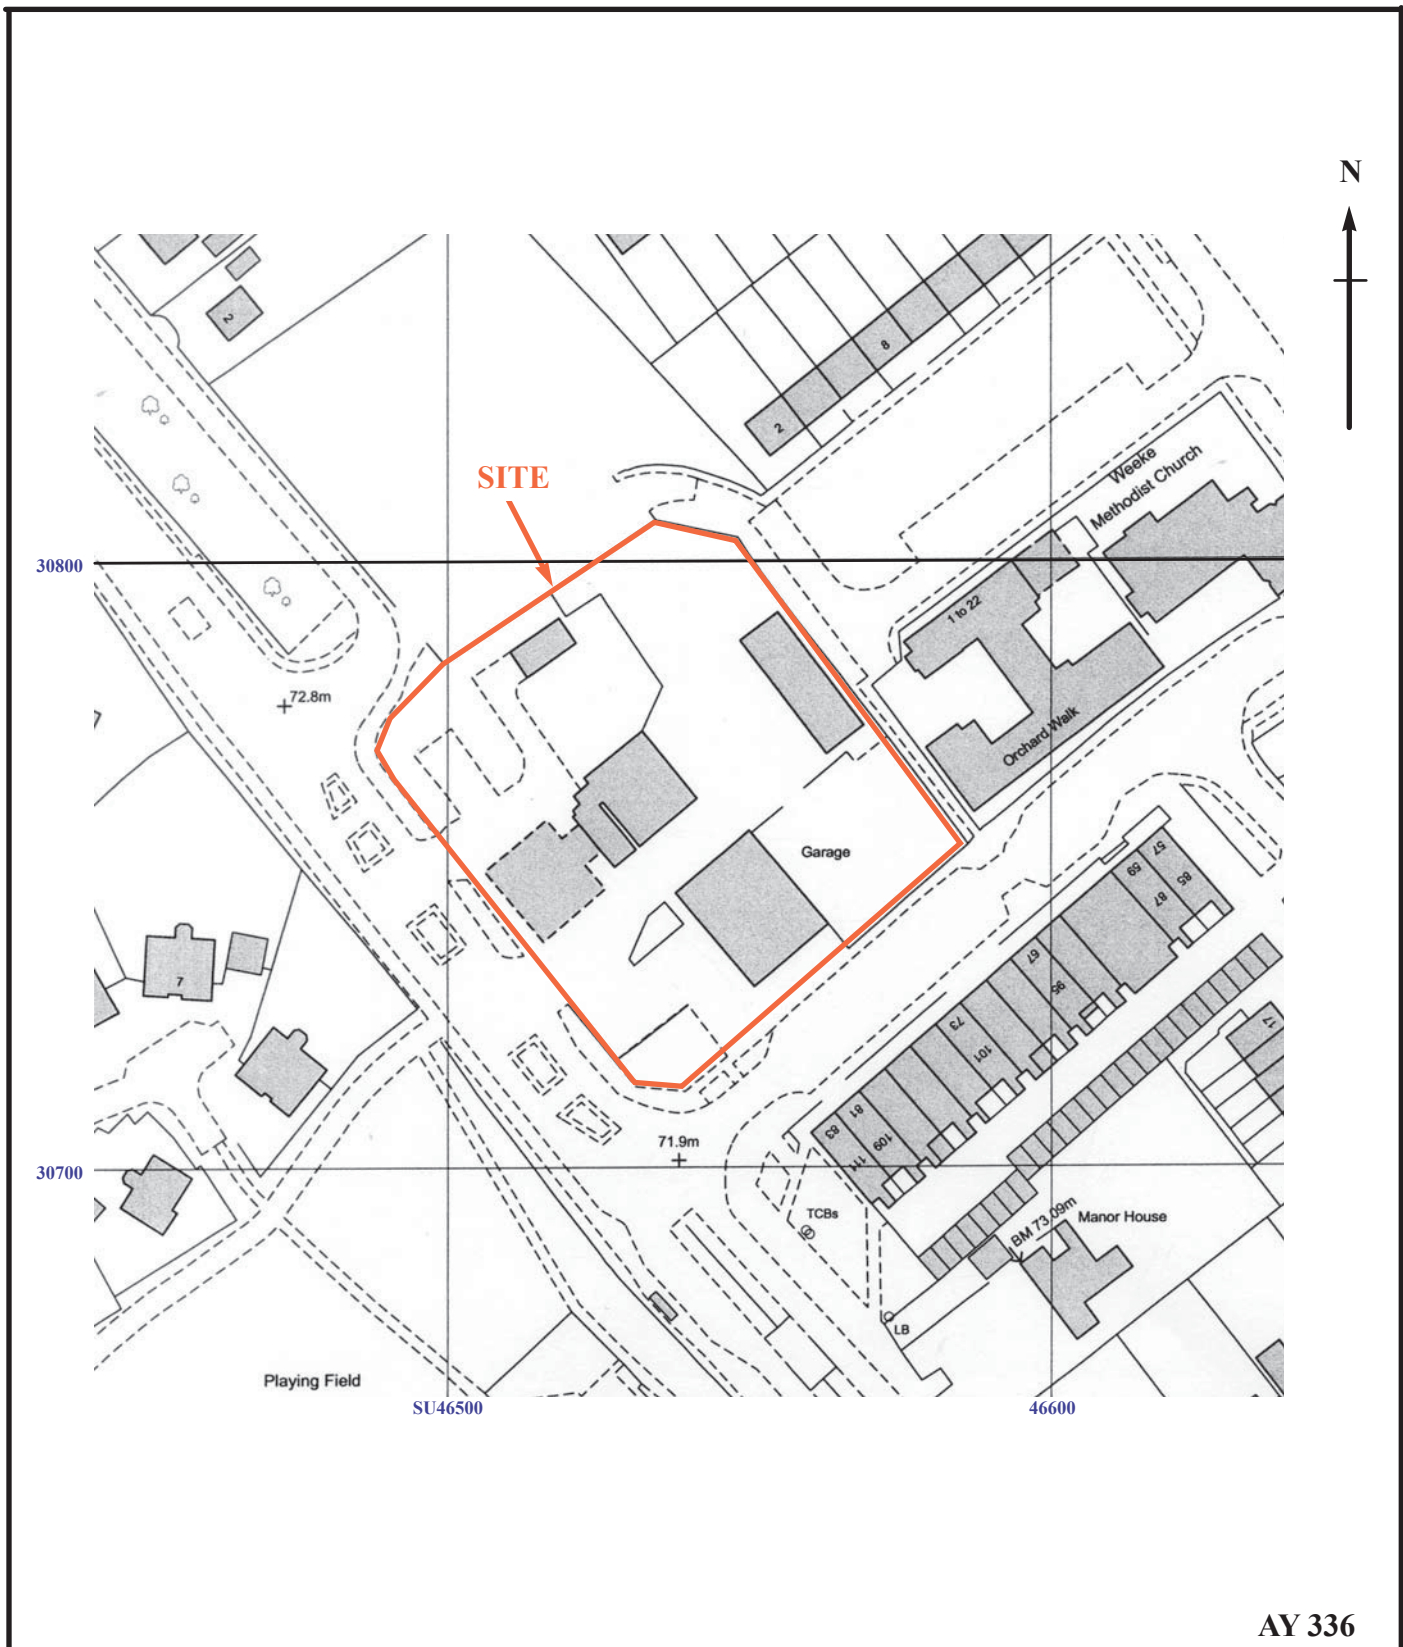 N
2
8
2
Weeke
Methodist Church
SITE
30800
1 to 22
72.8m
Orchard Walk
Garage
57
59
85
87
67
95
7
73
101
17
81
83
109
111
71.9m
30700
TCBs
BM 73.09m
Manor House
LB
Playing Field
SU46500
46600
AY 336